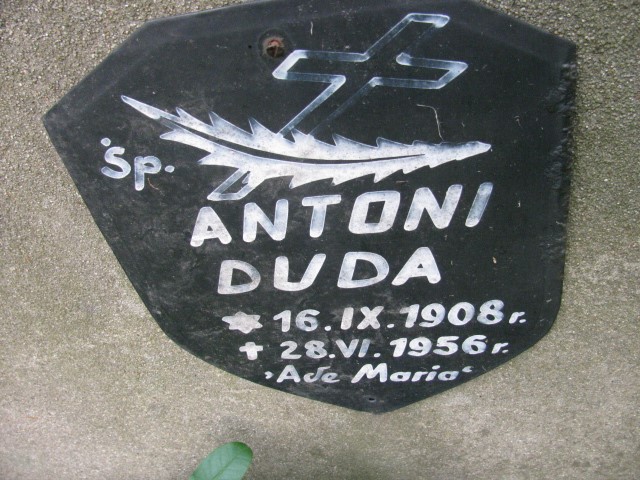 Śp.
ANTONI
DUDA
* 16.IX.1908 r.
+ 28.VI.1956 r.
,Ave Maria‘